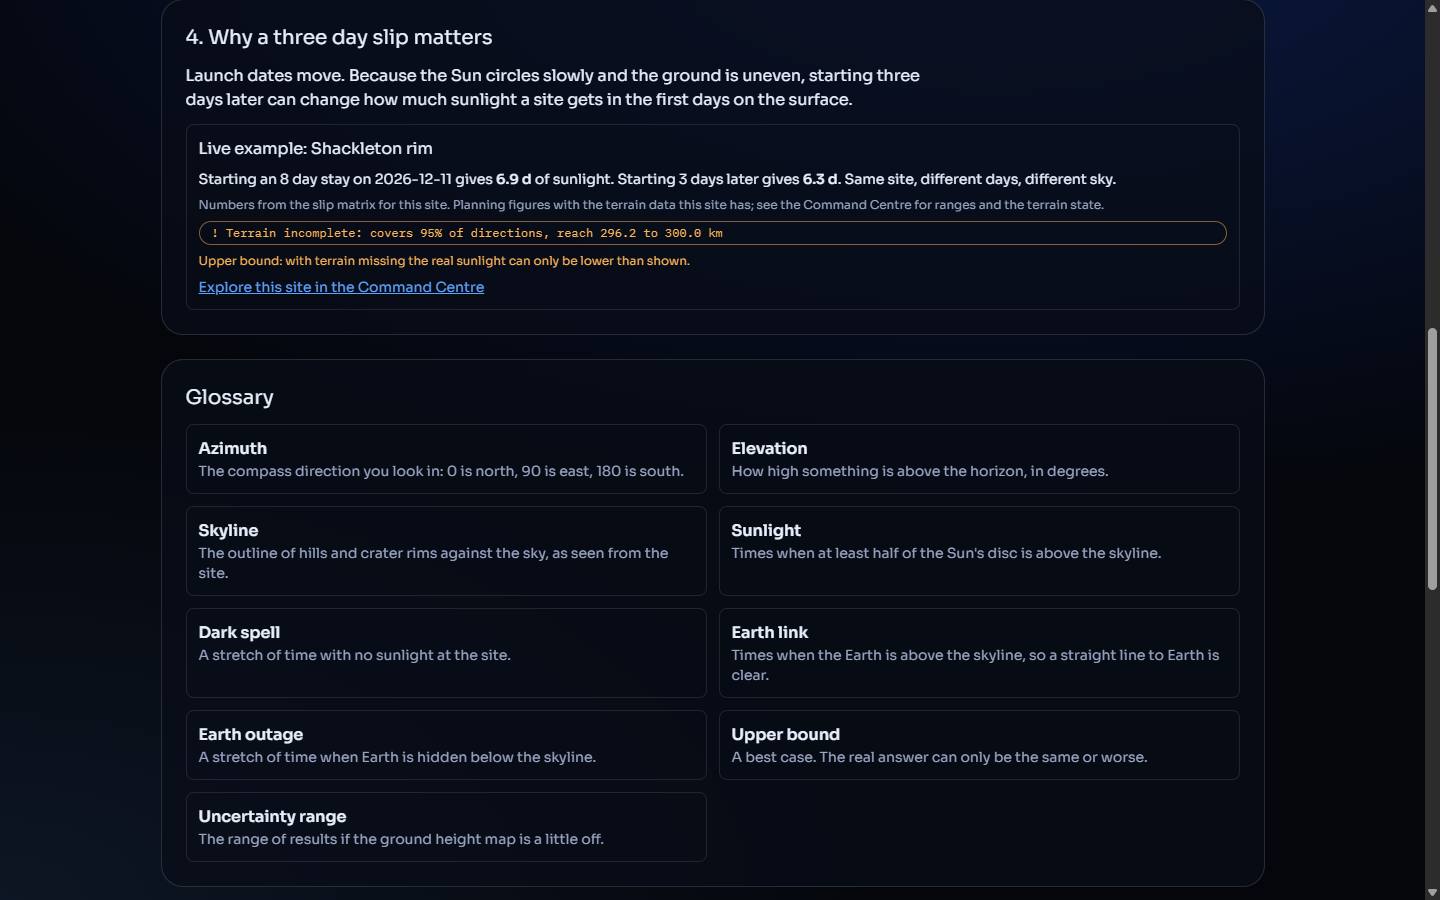 4. Why a three day slip matters
Launch dates move. Because the Sun circles slowly and the ground is uneven, starting three
days later can change how much sunlight a site gets in the first days on the surface.
Live example: Shackleton rim
Starting an 8 day stay on 2026-12-11 gives 6.9 d of sunlight. Starting 3 days later gives 6.3 d. Same site, different days, different sky.
Numbers from the slip matrix for this site. Planning figures with the terrain data this site has; see the Command Centre for ranges and the terrain state.
! Terrain incomplete: covers 95% of directions, reach 296.2 to 300.0 km
Upper bound: with terrain missing the real sunlight can only be lower than shown.
Explore this site in the Command Centre
Glossary
Azimuth
The compass direction you look in: 0 is north, 90 is east, 180 is south.
Elevation
How high something is above the horizon, in degrees.
Skyline
The outline of hills and crater rims against the sky, as seen from the
site.
Sunlight
Times when at least half of the Sun's disc is above the skyline.
Dark spell
A stretch of time with no sunlight at the site.
Earth link
Times when the Earth is above the skyline, so a straight line to Earth is
clear.
Earth outage
A stretch of time when Earth is hidden below the skyline.
Upper bound
A best case. The real answer can only be the same or worse.
Uncertainty range
The range of results if the ground height map is a little off.